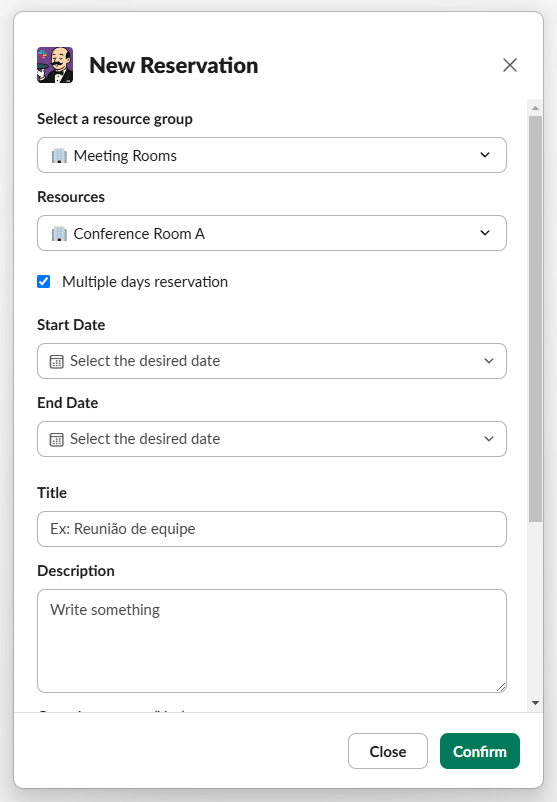 New Reservation
Select a resource group
Meeting Rooms
Resources
Conference Room A
Multiple days reservation
Start Date
Select the desired date
End Date
Select the desired date
Title
Ex: Reunião de equipe
Description
Write something
Close
Confirm